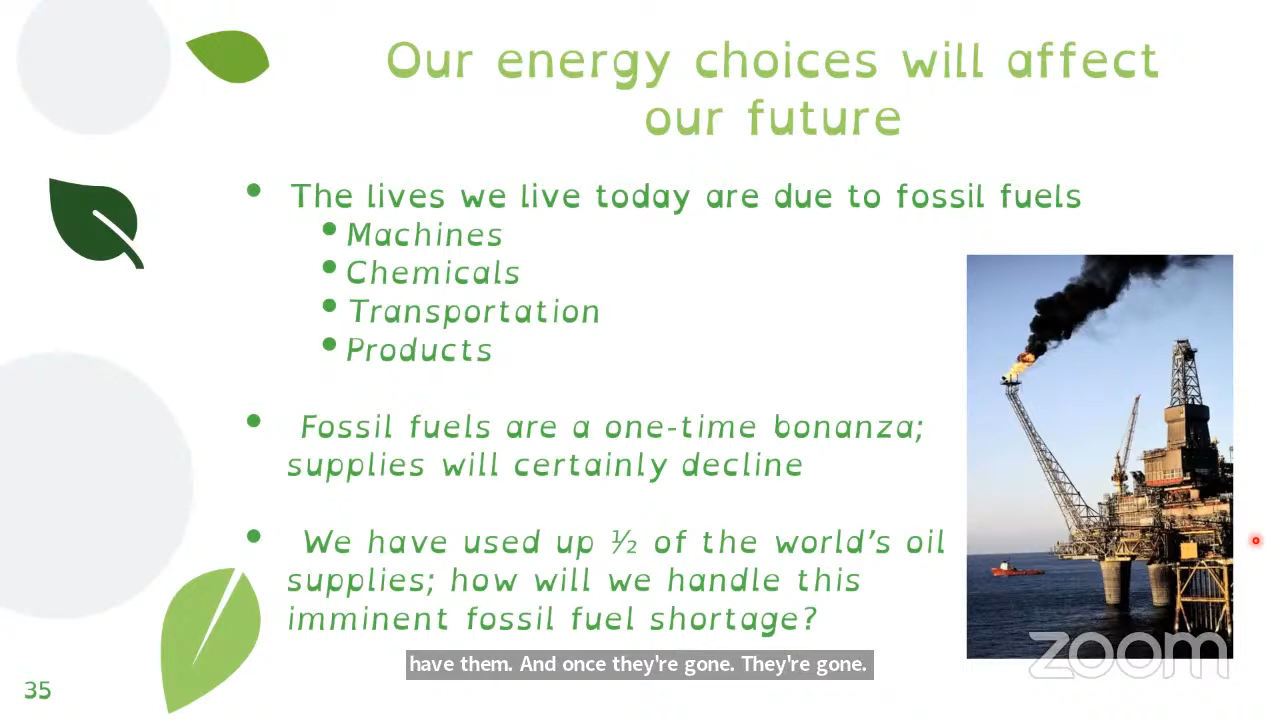 Our energy choices will affect
our future
• The lives we live today are due to fossil fuels
• Machines
• Chemicals
• Transportation
• Products
• Fossil fuels are a one-time bonanza;
supplies will certainly decline
• We have used up ½ of the world’s oil
supplies; how will we handle this
imminent fossil fuel shortage?
have them. And once they're gone. They're gone.
zoom
35